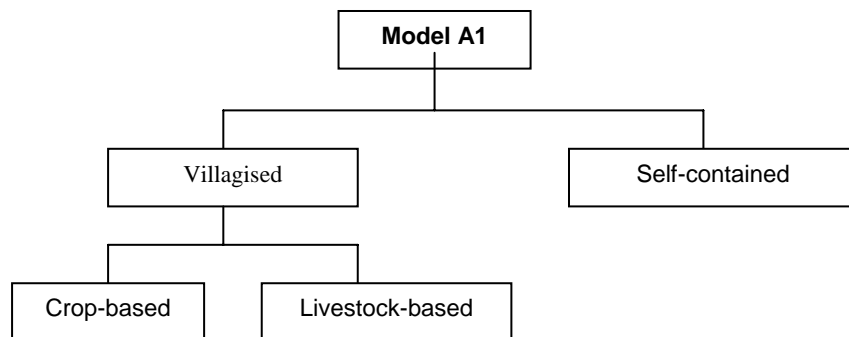 Model A1
Villagised
Self-contained
Crop-based
Livestock-based